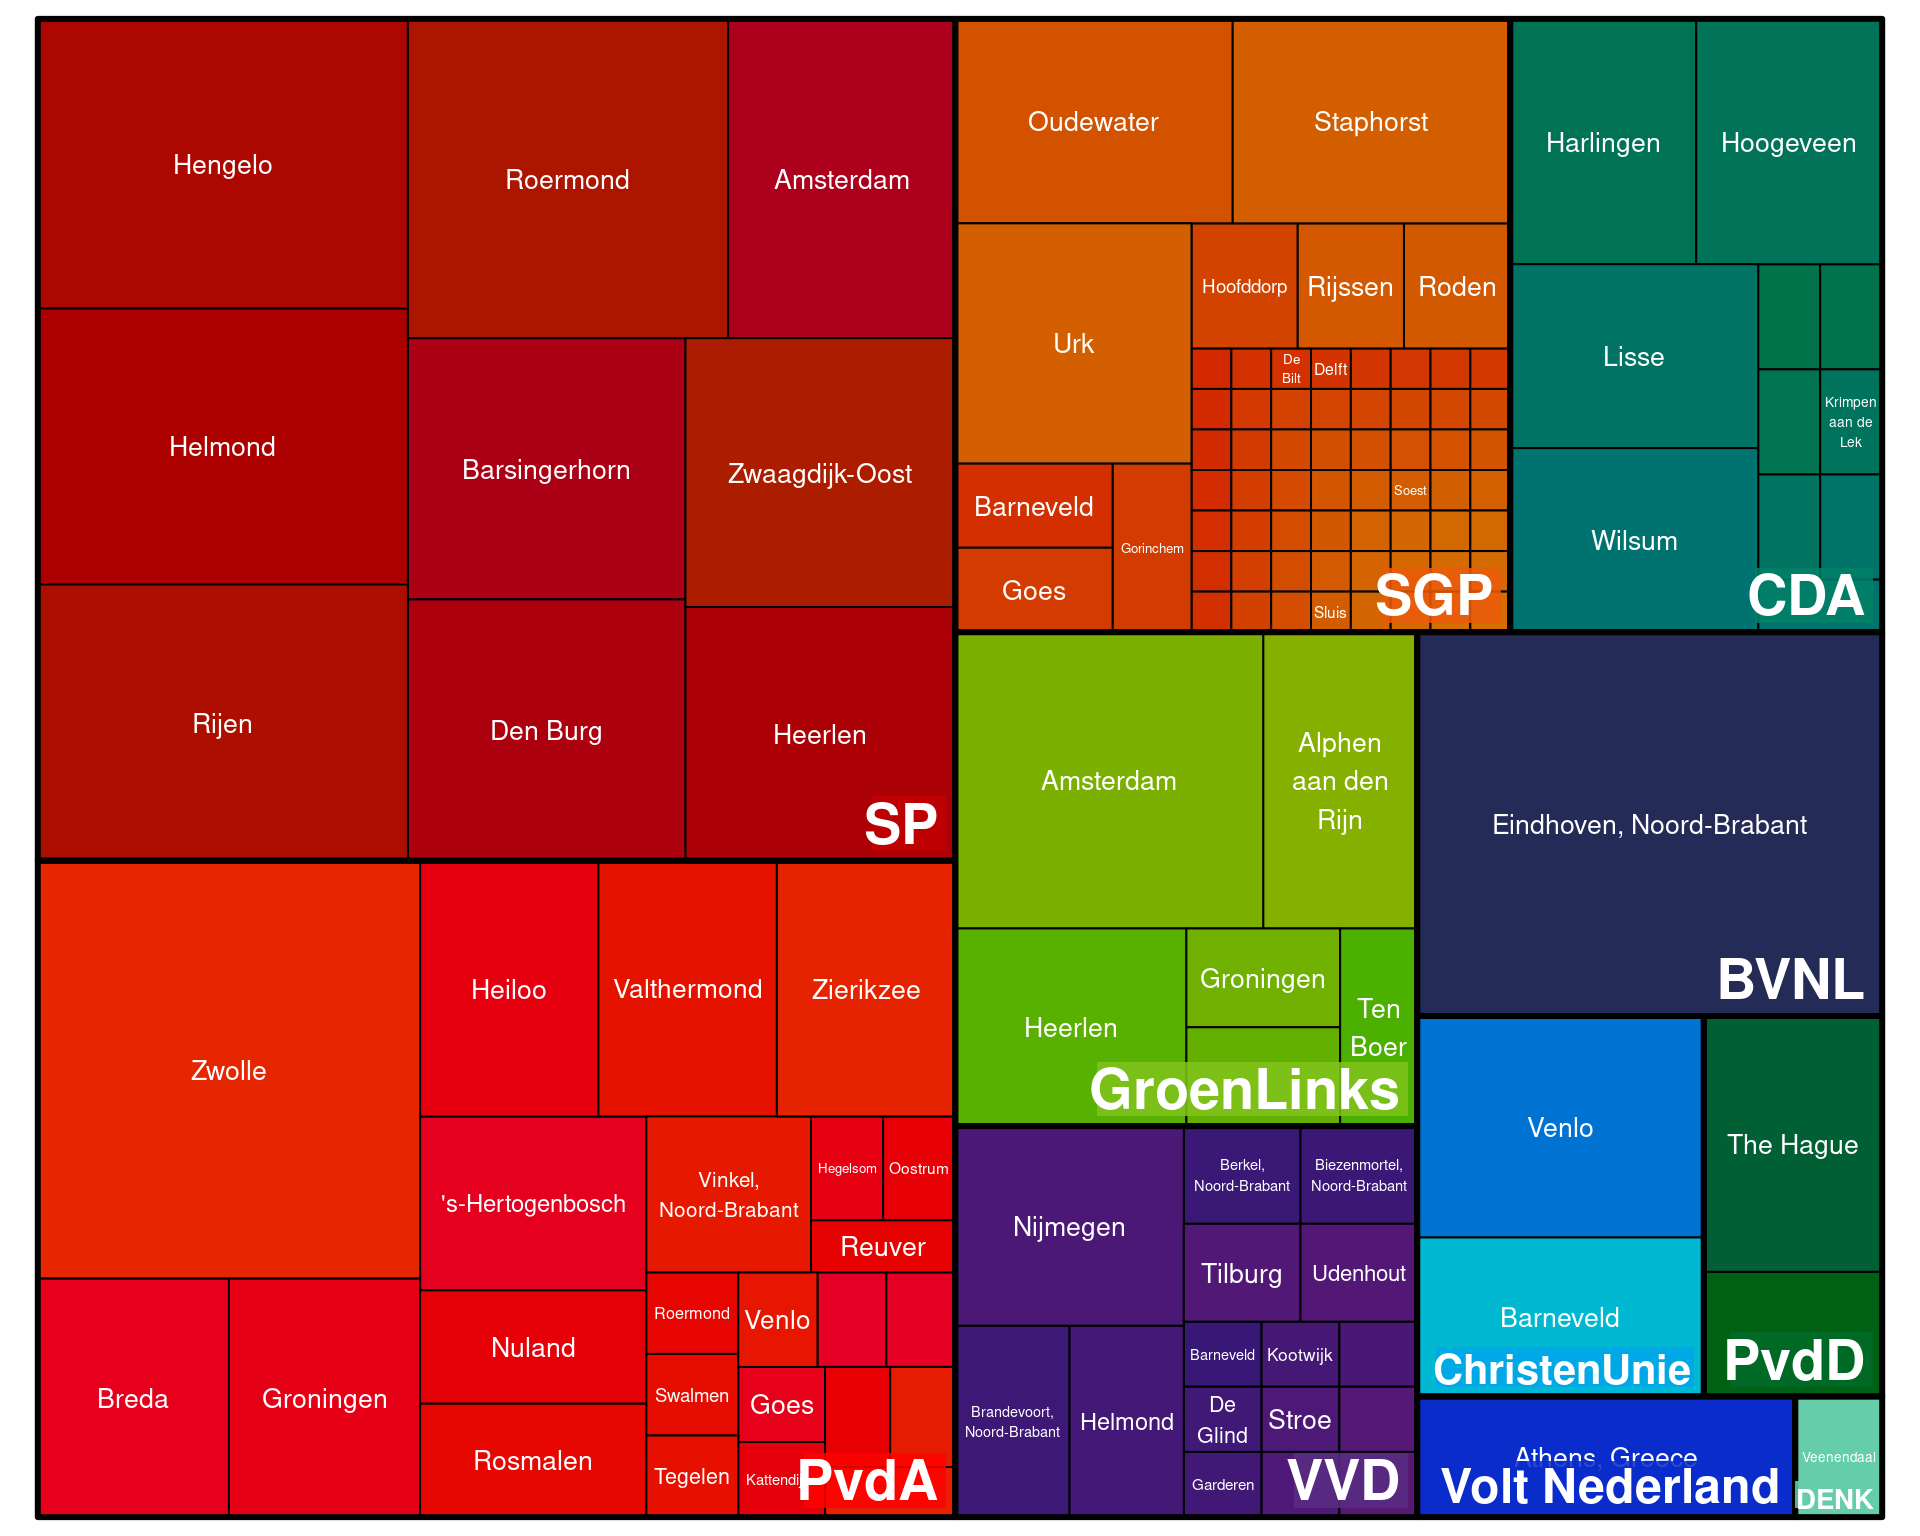 Hengelo
Roermond
Amsterdam
Helmond
Barsingerhorn
Zwaagdijk-Oost
Rijen
Den Burg
Heerlen
SP
Oudewater
Staphorst
Urk
Hoofddorp
Rijssen
Roden
De
Bilt
Delft
Barneveld
Gorinchem
Goes
Soest
Sluis
SGP
Harlingen
Hoogeveen
Lisse
Krimpen
aan de
Lek
Wilsum
CDA
Zwolle
Heiloo
Valthermond
Zierikzee
's-Hertogenbosch
Vinkel,
Noord-Brabant
Hegelsom
Oostrum
Reuver
Breda
Groningen
Nuland
Rosmalen
Roermond
Venlo
Swalmen
Goes
Tegelen
PvdA
Amsterdam
Alphen
aan den
Rijn
Heerlen
Groningen
Ten
Boer
GroenLinks
Eindhoven, Noord-Brabant
BVNL
Nijmegen
Berkel,
Noord-Brabant
Biezenmortel,
Noord-Brabant
Tilburg
Udenhout
Brandevoort,
Noord-Brabant
Helmond
Barneveld
Kootwijk
De
Glind
Stroe
Garderen
VVD
Venlo
Barneveld
ChristenUnie
The Hague
PvdD
Athens, Greece
Volt Nederland
Veenendaal
DENK